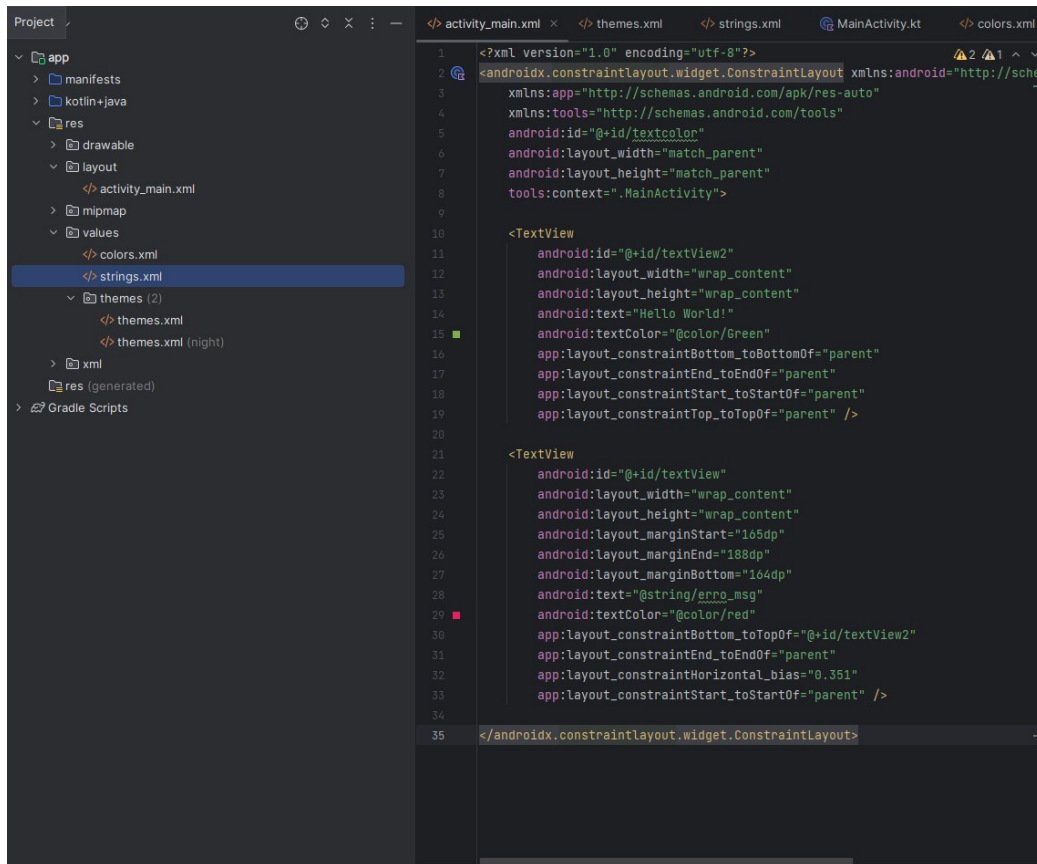 Project
app
manifests
kotlin+java
res
drawable
layout
activity_main.xml
mipmap
values
colors.xml
strings.xml
themes (2)
themes.xml
themes.xml (night)
xml
res (generated)
Gradle Scripts
activity_main.xml themes.xml strings.xml MainActivity.kt colors.xml
2 1
1 <?xml version="1.0" encoding="utf-8"?>
2 <androidx.constraintlayout.widget.ConstraintLayout xmlns:android="http://sche
3 xmlns:app="http://schemas.android.com/apk/res-auto"
4 xmlns:tools="http://schemas.android.com/tools"
5 android:id="@+id/textcolor"
6 android:layout_width="match_parent"
7 android:layout_height="match_parent"
8 tools:context=".MainActivity">
9
10 <TextView
11 android:id="@+id/textView2"
12 android:layout_width="wrap_content"
13 android:layout_height="wrap_content"
14 android:text="Hello World!"
15 android:textColor="@color/Green"
16 app:layout_constraintBottom_toBottomOf="parent"
17 app:layout_constraintEnd_toEndOf="parent"
18 app:layout_constraintStart_toStartOf="parent"
19 app:layout_constraintTop_toTopOf="parent" />
20
21 <TextView
22 android:id="@+id/textView"
23 android:layout_width="wrap_content"
24 android:layout_height="wrap_content"
25 android:layout_marginStart="165dp"
26 android:layout_marginEnd="188dp"
27 android:layout_marginBottom="164dp"
28 android:text="@string/erro_msg"
29 android:textColor="@color/red"
30 app:layout_constraintBottom_toTopOf="@+id/textView2"
31 app:layout_constraintEnd_toEndOf="parent"
32 app:layout_constraintHorizontal_bias="0.351"
33 app:layout_constraintStart_toStartOf="parent" />
34
35 </androidx.constraintlayout.widget.ConstraintLayout>